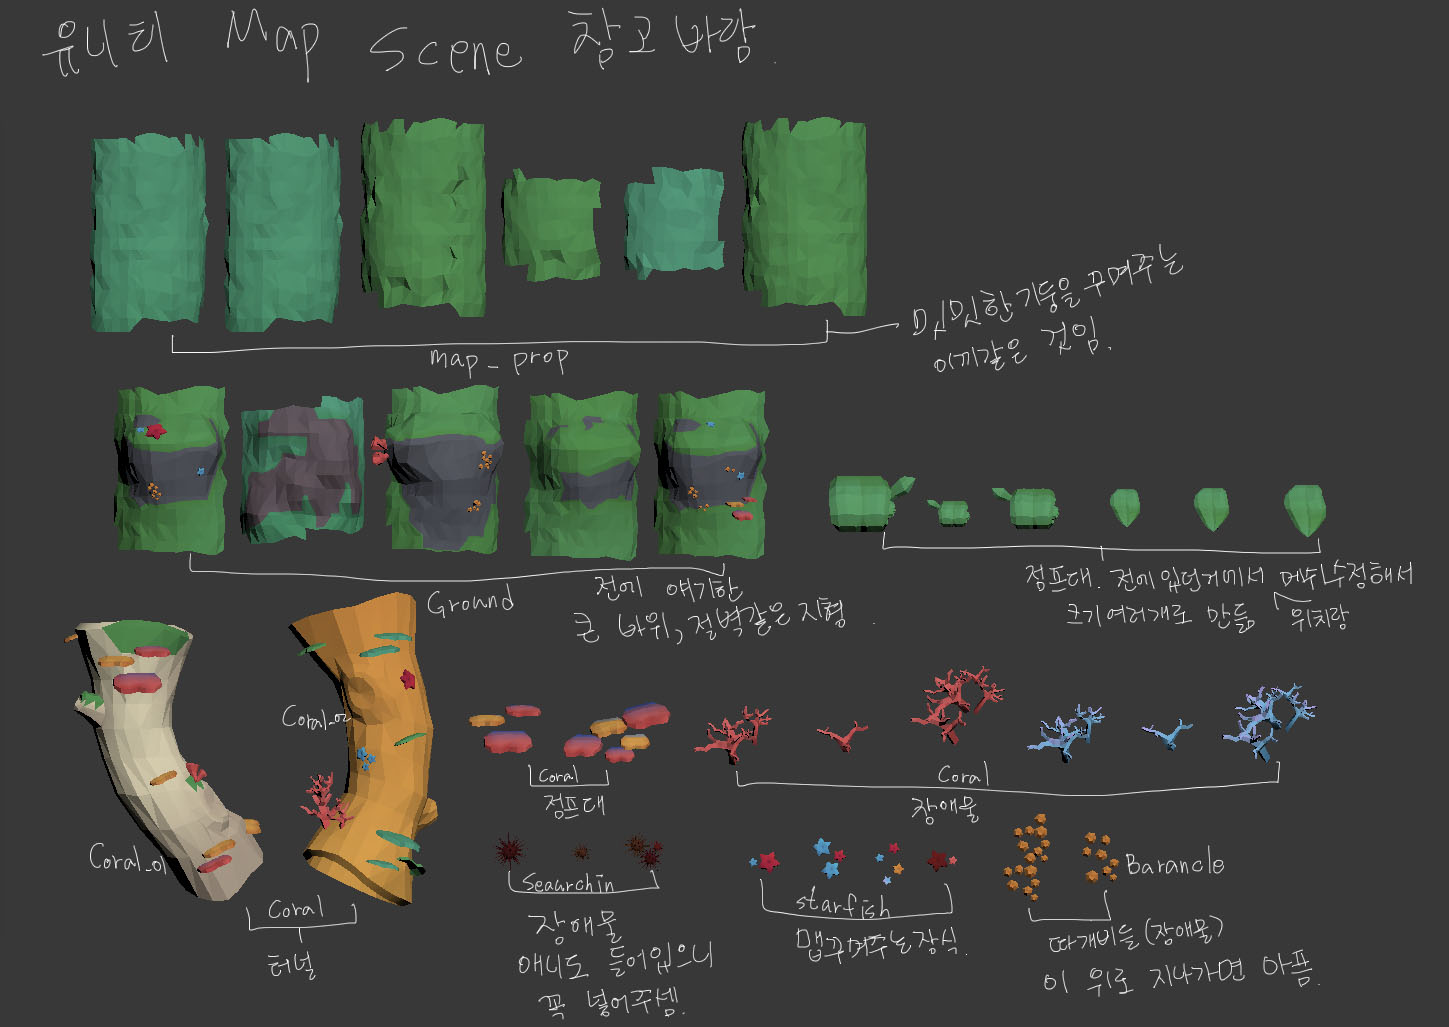 유니티 Map Scene 참고바람.
밋밋한 기둥을 꾸며주는
이끼같은 것임.
map_prop
Ground
전에 얘기한
큰 바위, 절벽같은 지형.
점프대. 전에 있던거에서 메쉬 수정해서
크기 여러개로 만듦
위치랑
Coral_01
Coral_02
Coral
터널
Coral
점프대
Coral
장애물
Seaurchin
장애물
애니도 들어있으니
꼭 넣어주셈.
starfish
맵꾸며주는장식.
Barancle
따개비들(장애물)
이 위로 지나가면 아픔.